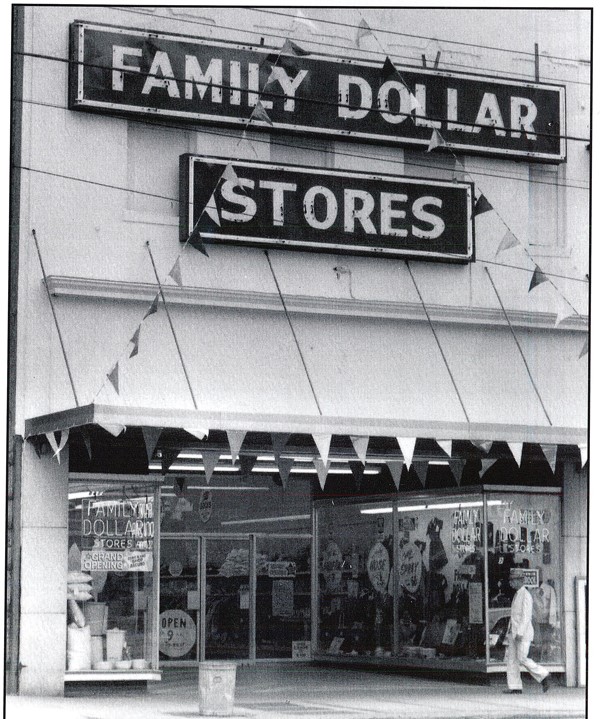 FAMILY DOLLAR
STORES
FAMILY
DOLLAR
STORES
GRAND
OPENING
OPEN
9
FAMILY
DOLLAR
STORES
FAMILY
DOLLAR
STORES